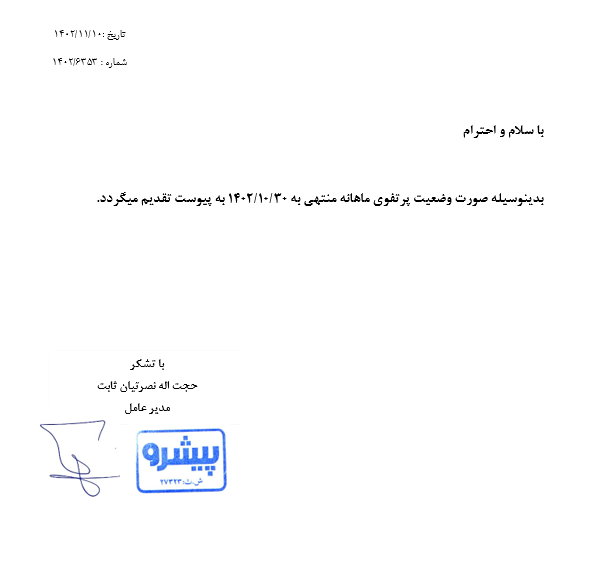 تاریخ :۱۴۰۲/۱۱/۱۰
شماره : ۱۴۰۲/۶۳۵۳
با سلام و احترام
بدینوسیله صورت وضعیت پرتفوی ماهانه منتهی به ۱۴۰۲/۱۰/۳۰ به پیوست تقدیم میگردد.
با تشکر
حجت اله نصرتیان ثابت
مدیر عامل
پیشرو
ش.ث: ۲۷۳۲۳